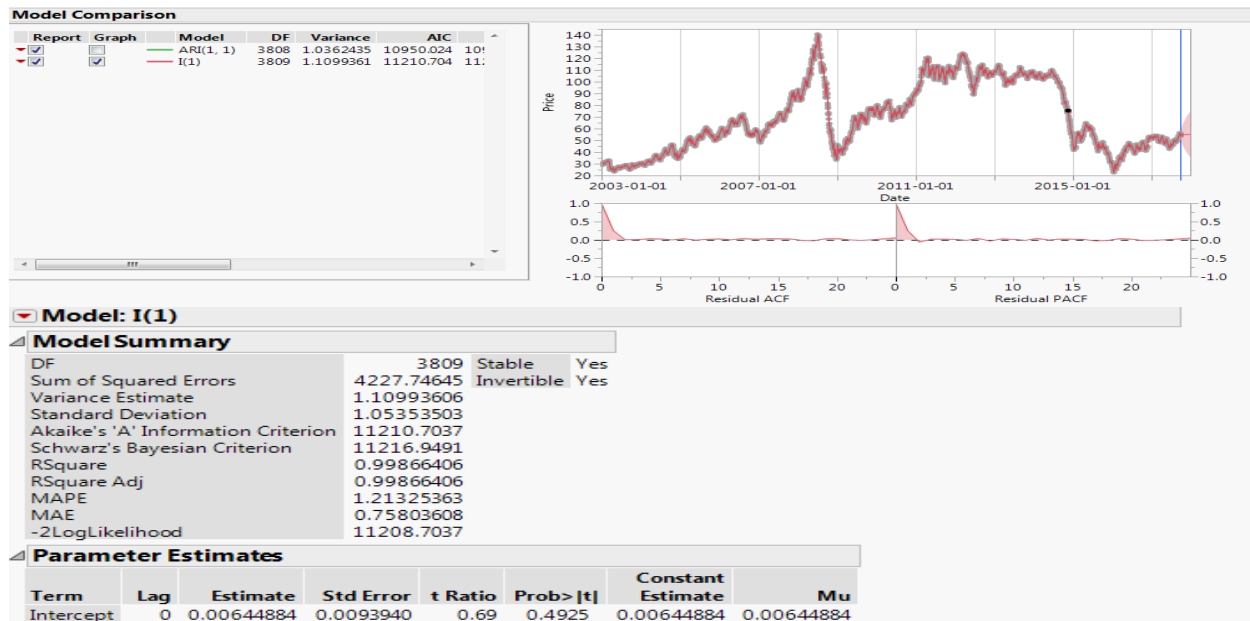 Model Comparison
Report Graph Model DF Variance AIC
ARI(1, 1) 3808 1.0362435 10950.024 10!
I(1) 3809 1.1099361 11210.704 11:
140
130
120
110
100
90
80
70
60
50
40
30
20
Price
2003-01-01 2007-01-01 2011-01-01 2015-01-01
Date
1.0 1.0
0.5 0.5
0.0 0.0
-0.5 -0.5
-1.0 -1.0
0 5 10 15 20 0 5 10 15 20
Residual ACF Residual PACF
Model: I(1)
Model Summary
DF 3809 Stable Yes
Sum of Squared Errors 4227.74645 Invertible Yes
Variance Estimate 1.10993606
Standard Deviation 1.05353503
Akaike's 'A' Information Criterion 11210.7037
Schwarz's Bayesian Criterion 11216.9491
RSquare 0.99866406
RSquare Adj 0.99866406
MAPE 1.21325363
MAE 0.75803608
-2LogLikelihood 11208.7037
Parameter Estimates
Constant
Term Lag Estimate Std Error t Ratio Prob>|t| Estimate Mu
Intercept 0 0.00644884 0.0093940 0.69 0.4925 0.00644884 0.00644884